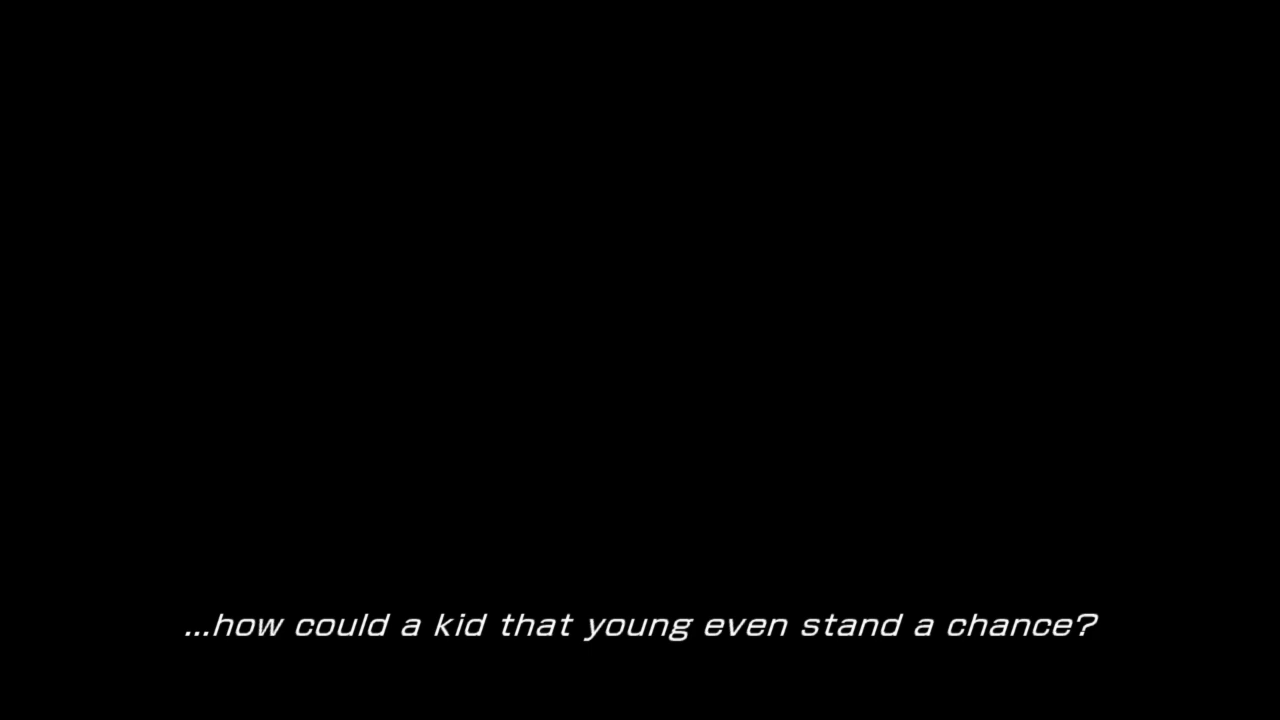 ...how could a kid that young even stand a chance?